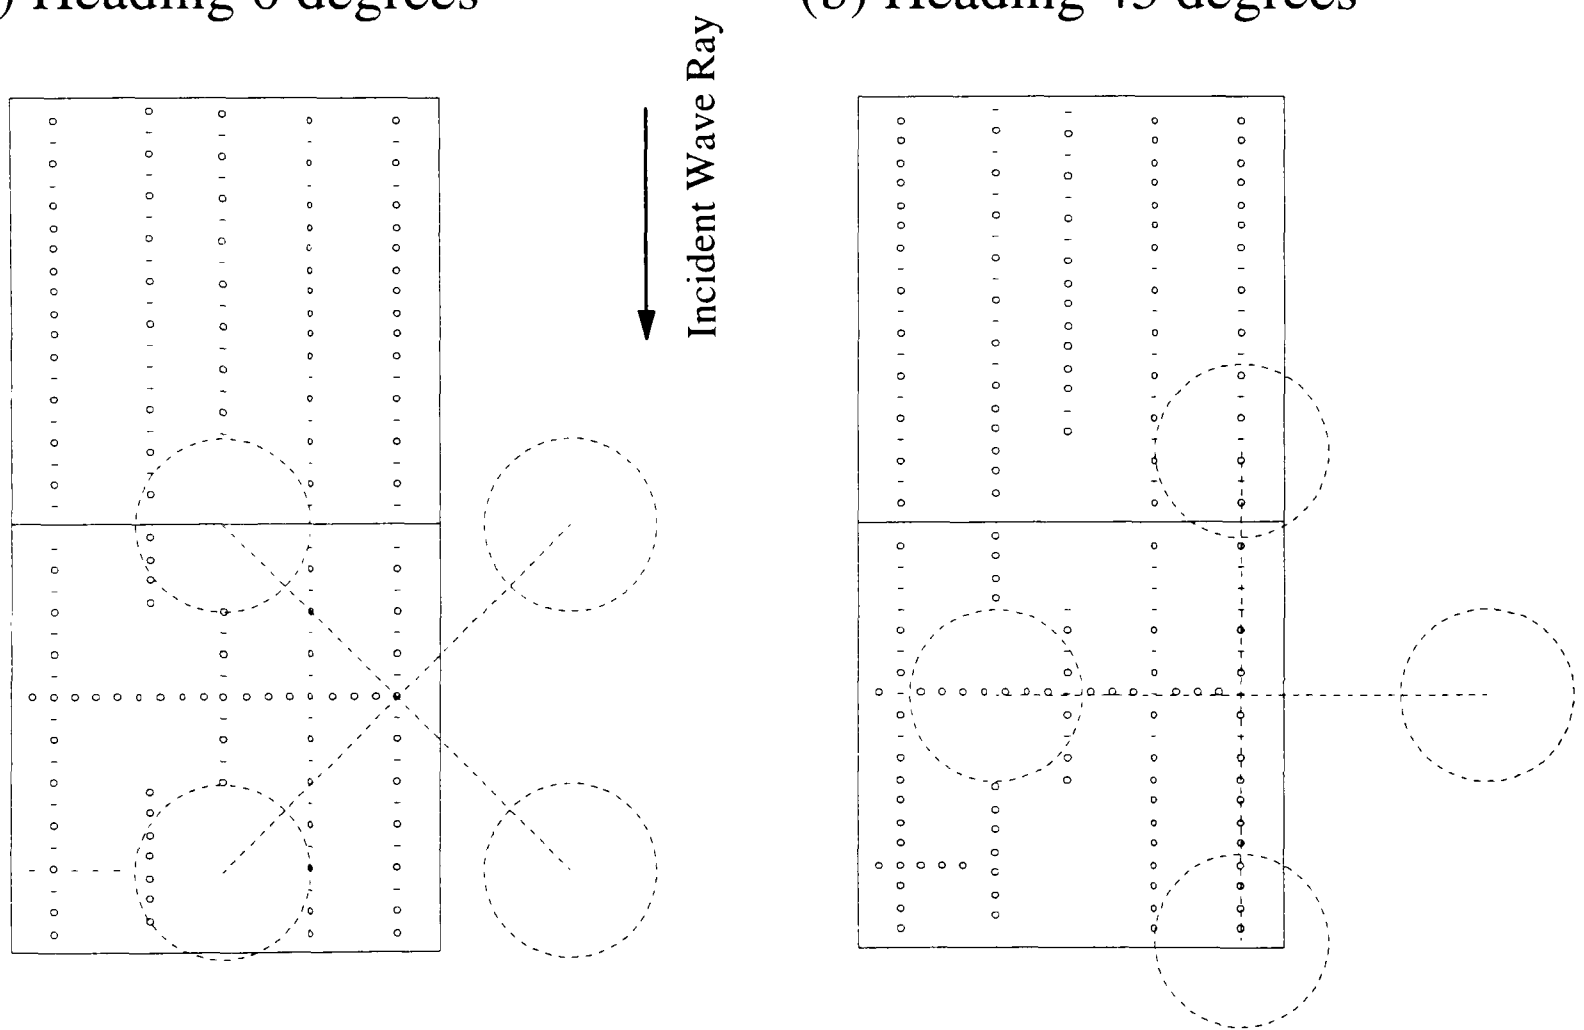 ) Heading 0 degrees
(b) Heading 45 degrees
Incident Wave Ray